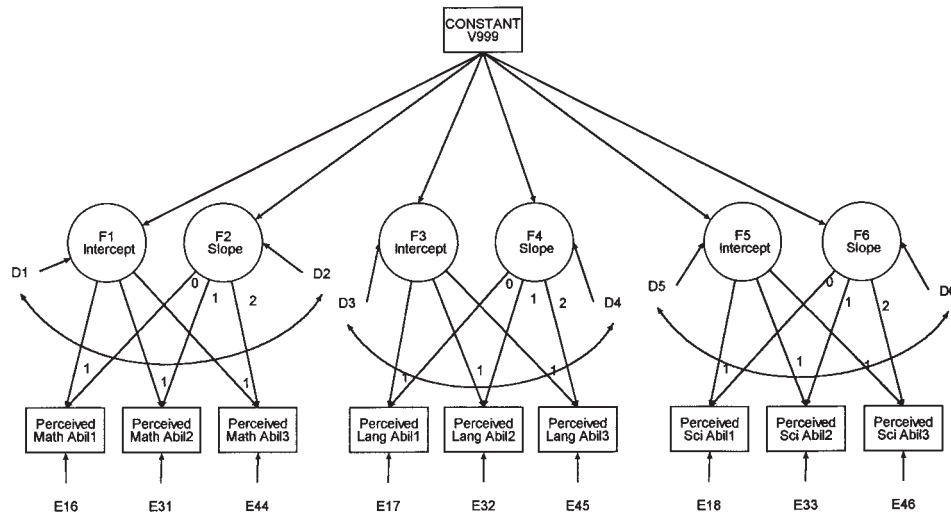 CONSTANT
V999
F1
Intercept
F2
Slope
F3
Intercept
F4
Slope
F5
Intercept
F6
Slope
D1
D2
D3
D4
D5
0
1
2
0
1
2
0
1
2
1
1
1
1
1
1
1
1
1
Perceived
Math Abil1
Perceived
Math Abil2
Perceived
Math Abil3
Perceived
Lang Abil1
Perceived
Lang Abil2
Perceived
Lang Abil3
Perceived
Sci Abil1
Perceived
Sci Abil2
Perceived
Sci Abil3
E16
E31
E44
E17
E32
E45
E18
E33
E46